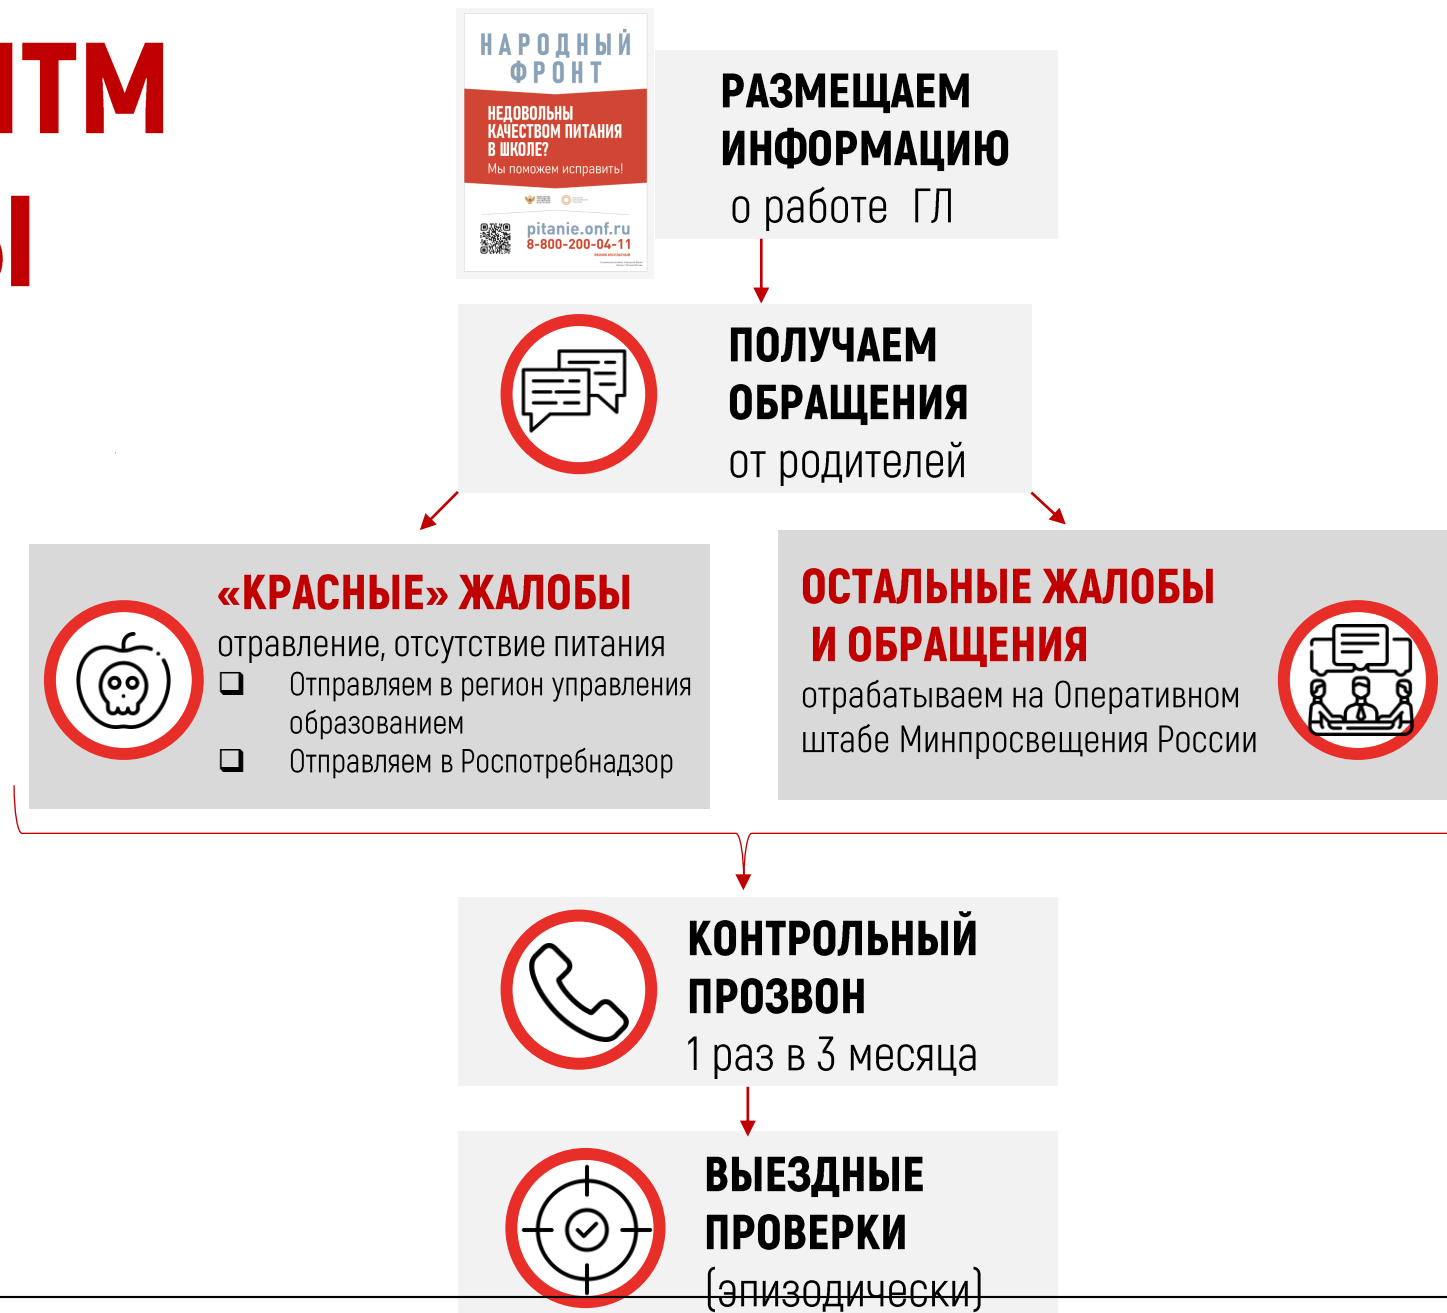 ІТМ
Ы
НАРОДНЫЙ
ФРОНТ
НЕДОВОЛЬНЫ
КАЧЕСТВОМ ПИТАНИЯ
В ШКОЛЕ?
Мы поможем исправить!
pitanie.onf.ru
8-800-200-04-11
РАЗМЕЩАЕМ
ИНФОРМАЦИЮ
о работе ГЛ
ПОЛУЧАЕМ
ОБРАЩЕНИЯ
от родителей
«КРАСНЫЕ» ЖАЛОБЫ
отравление, отсутствие питания
❑ Отправляем в регион управления
образованием
❑ Отправляем в Роспотребнадзор
ОСТАЛЬНЫЕ ЖАЛОБЫ
И ОБРАЩЕНИЯ
отрабатываем на Оперативном
штабе Минпросвещения России
КОНТРОЛЬНЫЙ
ПРОЗВОН
1 раз в 3 месяца
ВЫЕЗДНЫЕ
ПРОВЕРКИ
(эпизодически)